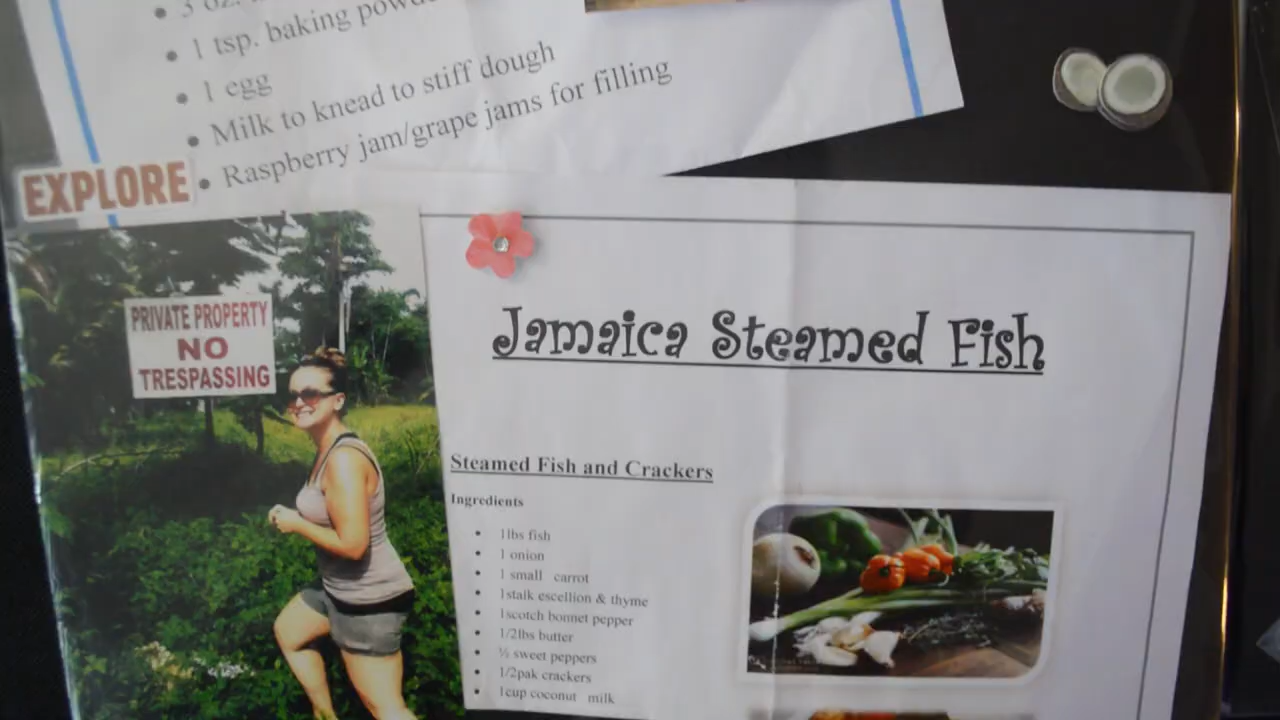 1 tsp. baking
1 egg
Milk to knead to stiff dough
Raspberry jam/grape jams for filling
EXPLORE
PRIVATE PROPERTY
NO
TRESPASSING
Jamaica Steamed Fish
Steamed Fish and Crackers
Ingredients
1lbs fish
1 onion
1 small carrot
1stalk escellion & thyme
1scotch bonnet pepper
1/2lbs butter
½ sweet peppers
1/2pak crackers
1cup coconut milk